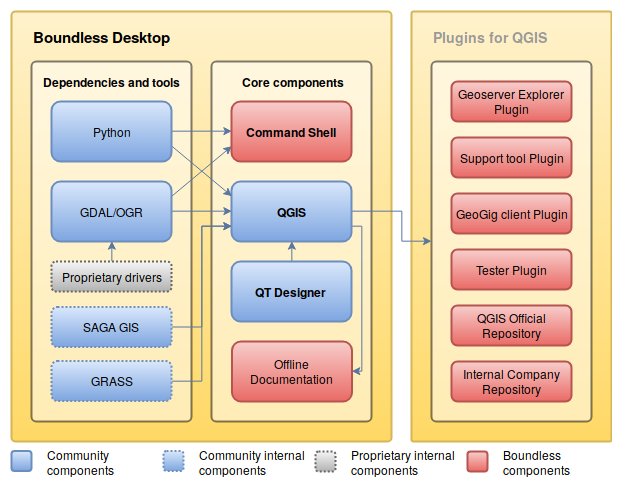 Boundless Desktop
Plugins for QGIS
Dependencies and tools
Core components
Python
GDAL/OGR
Proprietary drivers
SAGA GIS
GRASS
Command Shell
QGIS
QT Designer
Offline
Documentation
Geoserver Explorer
Plugin
Support tool Plugin
GeoGig client Plugin
Tester Plugin
QGIS Official
Repository
Internal Company
Repository
Community
components
Community internal
components
Proprietary internal
components
Boundless
components